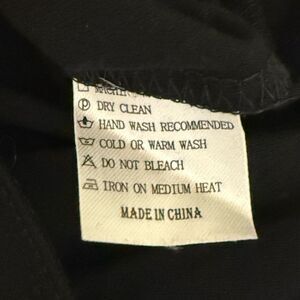 DRY CLEAN
HAND WASH RECOMMENDED
COLD OR WARM WASH
DO NOT BLEACH
IRON ON MEDIUM HEAT
MADE IN CHINA